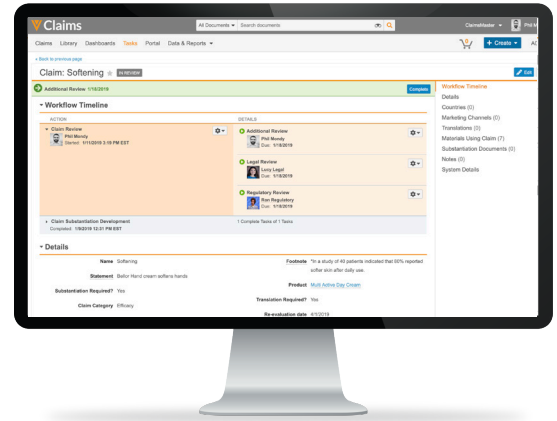 Claims
All Documents
Search documents
ClaimsMaster
Phil M
Claims Library Dashboards Tasks Portal Data & Reports
+ Create
Back to previous page
Claim: Softening
IN REVIEW
Edit
Additional Review 1/18/2019
Complete
Workflow Timeline
ACTION
DETAILS
Claim Review
Phil Mondy
Started: 1/11/2019 3:19 PM EST
Additional Review
Phil Mondy
Due: 1/18/2019
Legal Review
Lucy Legal
Due: 1/18/2019
Regulatory Review
Ron Regulatory
Due: 1/18/2019
Claim Substantiation Development
Completed: 1/9/2019 12:51 PM EST
1 Complete Tasks of 1 Tasks
Details
Name Softening
Statement Bellor Hand cream softens hands
Substantiation Required? Yes
Claim Category Efficacy
Footnote "In a study of 40 patients indicated that 90% reported
softer skin after daily use.
Product Multi Active Day Cream
Translation Required? Yes
Re-evaluation date 4/1/2019
Workflow Timeline
Details
Countries (0)
Marketing Channels (0)
Translations (0)
Materials Using Claim (7)
Substantiation Documents (0)
Notes (0)
System Details